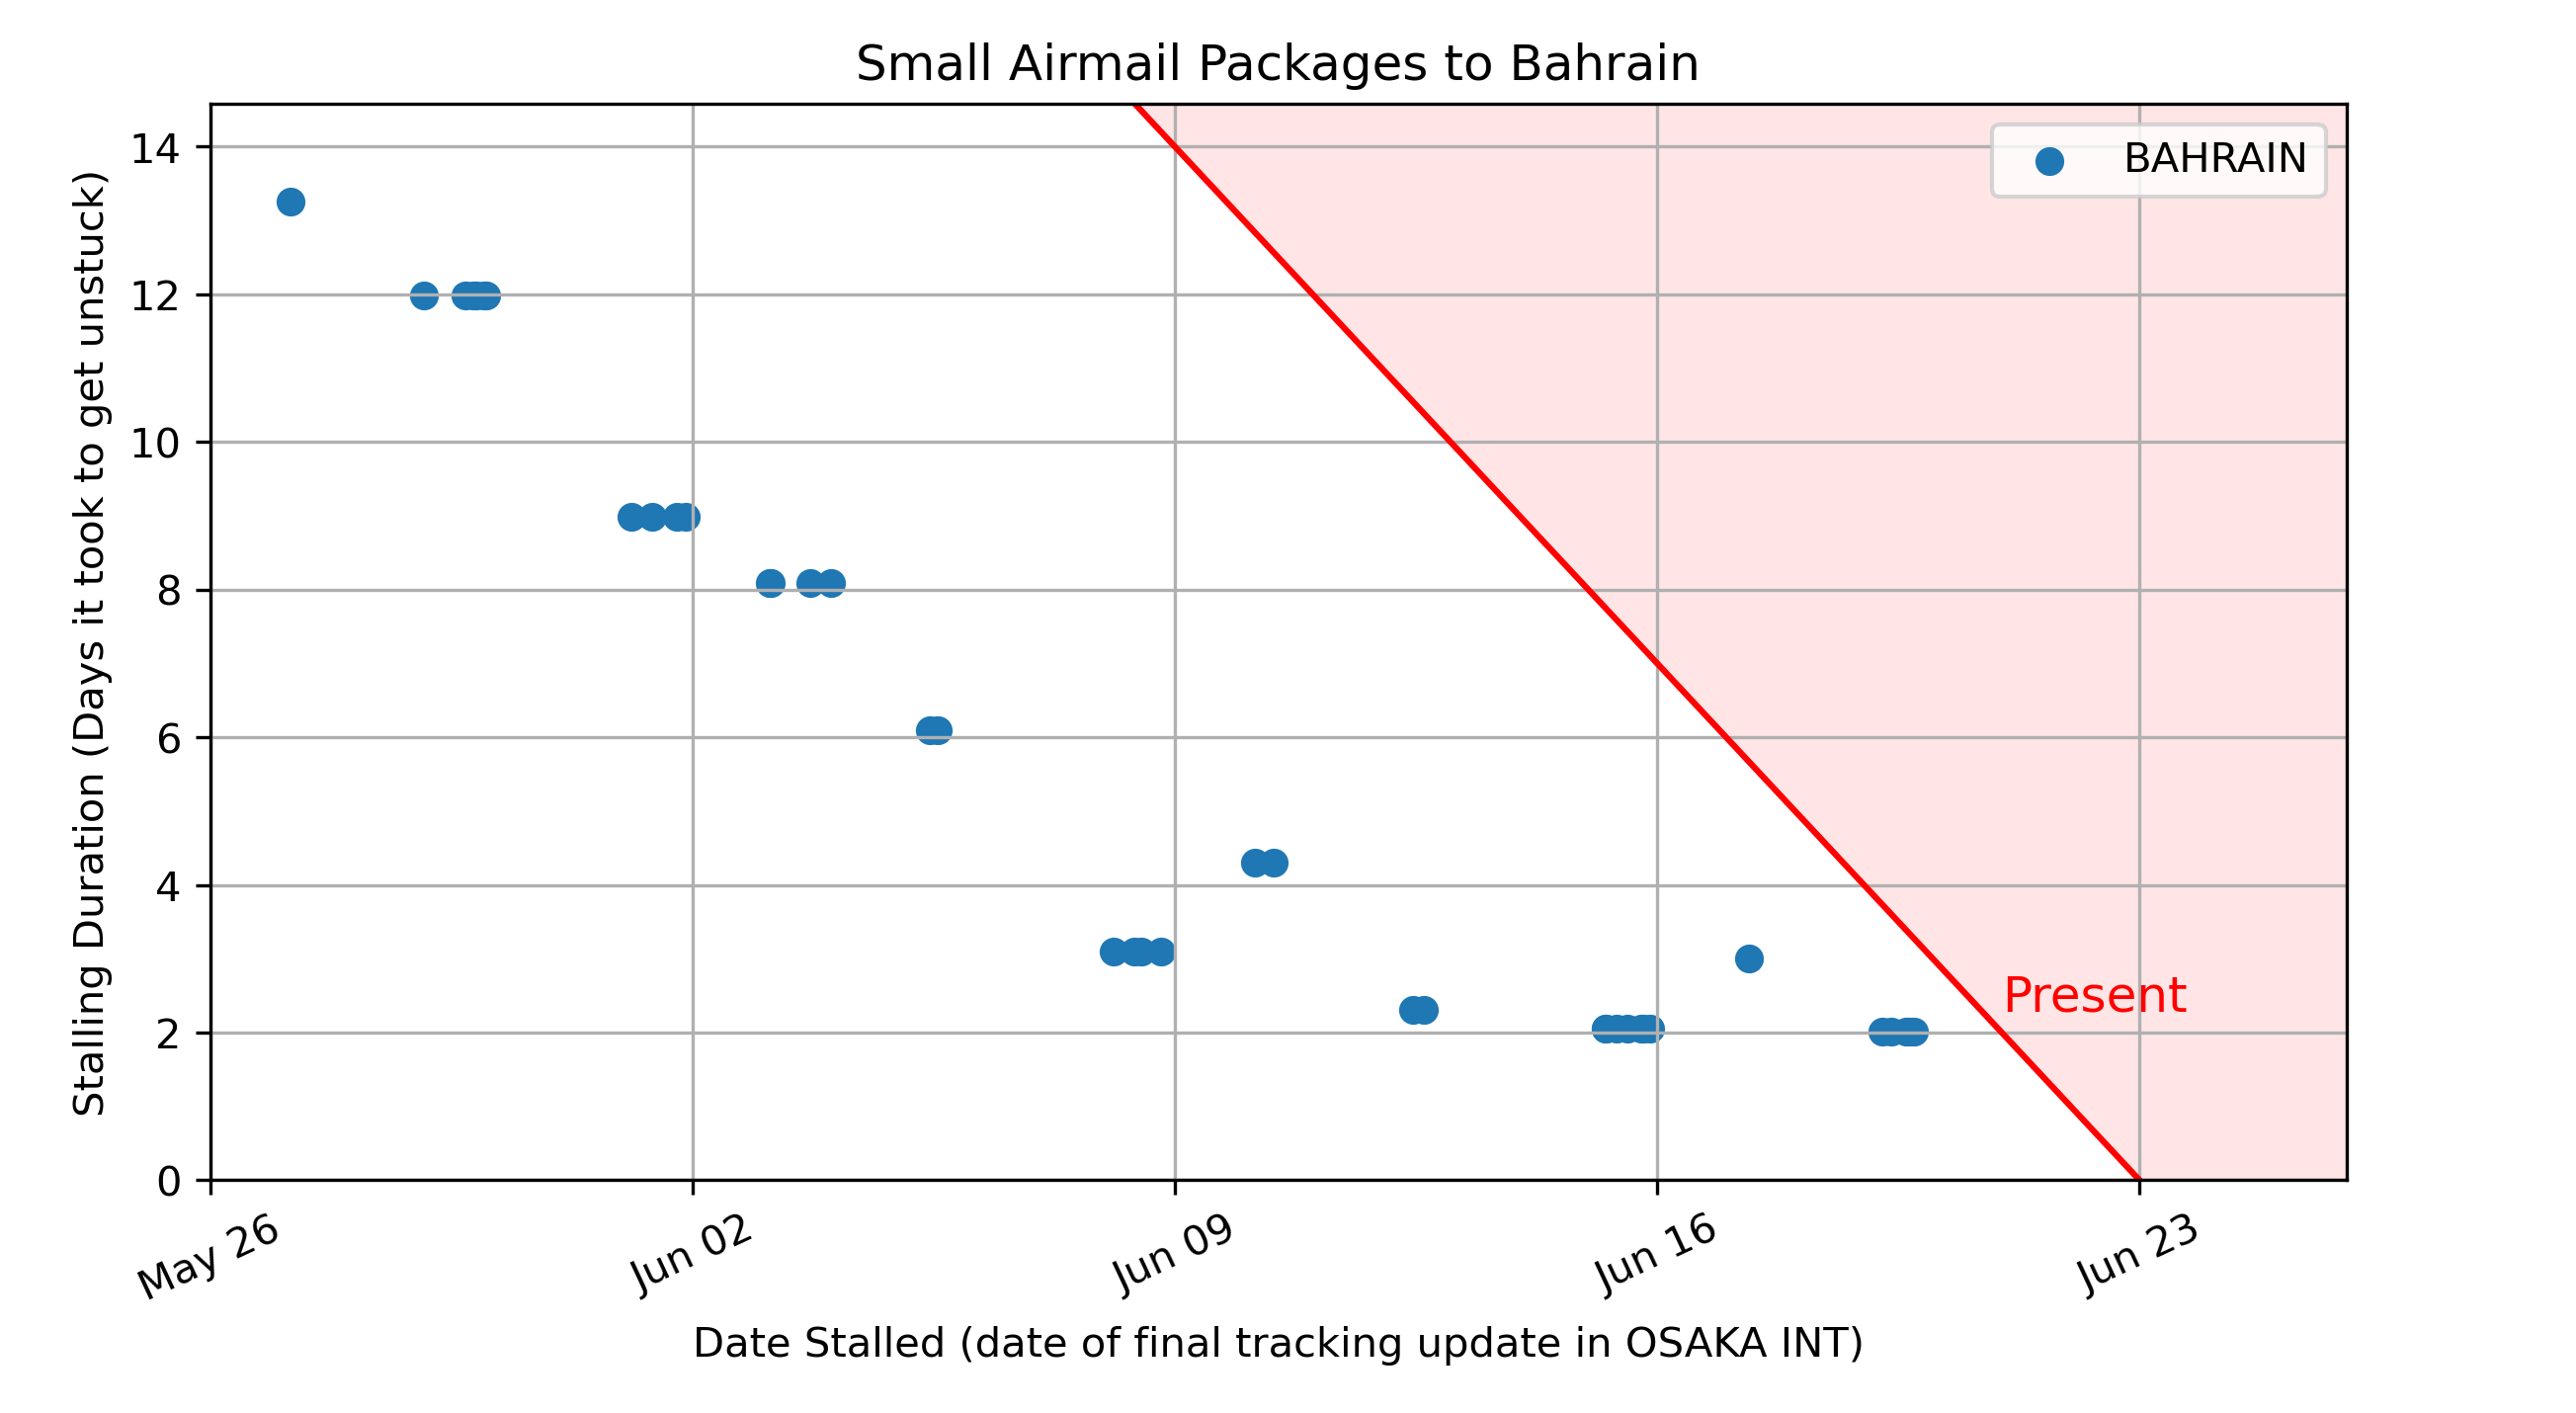 Small Airmail Packages to Bahrain
BAHRAIN
14
12
10
8
6
4
2
0
Stalling Duration (Days it took to get unstuck)
Present
May 26
Jun 02
Jun 09
Jun 16
Jun 23
Date Stalled (date of final tracking update in OSAKA INT)